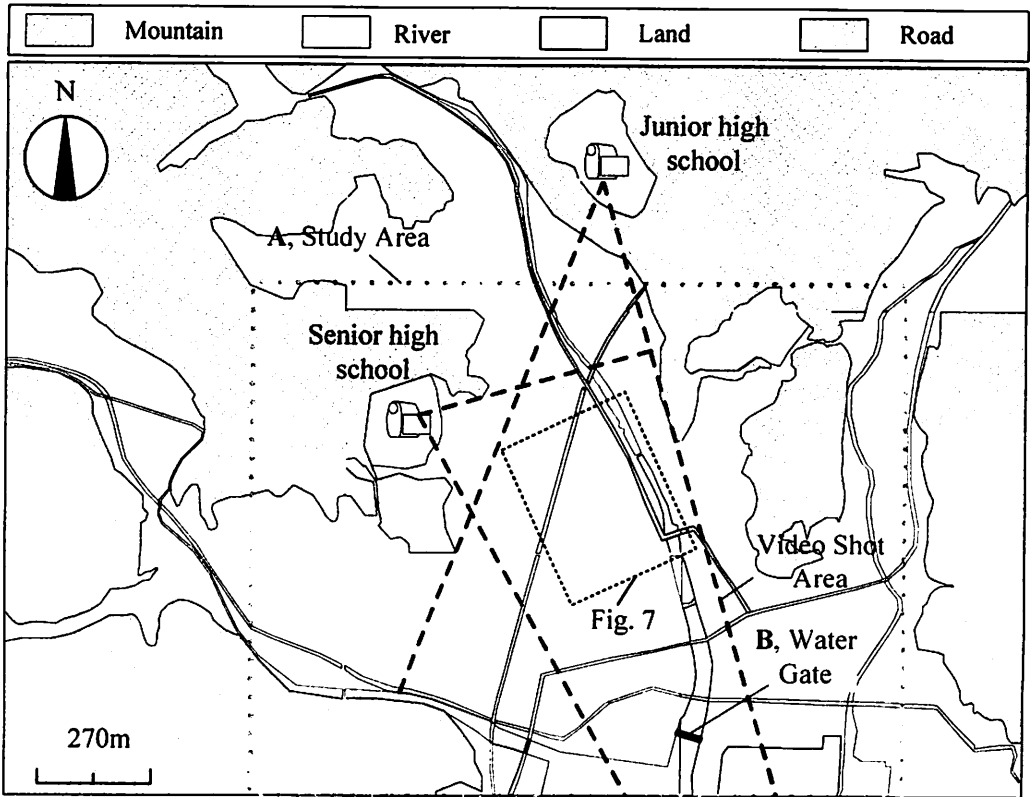 Mountain River Land Road
N
Junior high
school
A, Study Area
Senior high
school
Video Shot
Area
Fig. 7
B, Water
Gate
270m